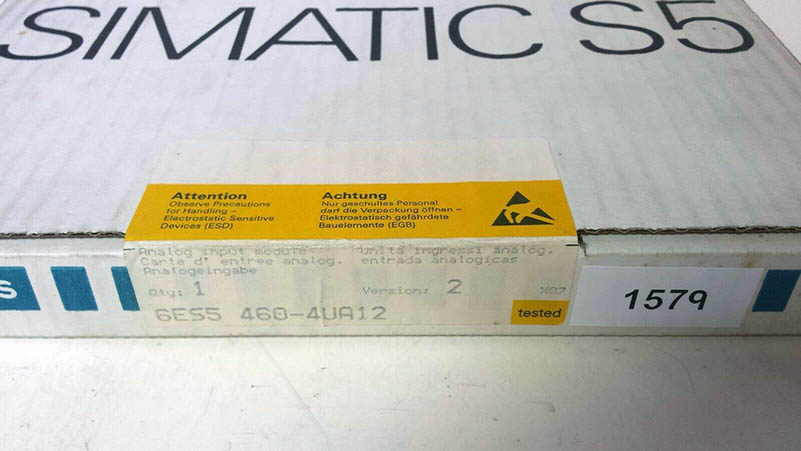 SIMATIC S5
Attention
Observe Precautions
for Handling –
Electrostatic Sensitive
Devices (ESD)
Achtung
Nur geschultes Personal
darf die Verpackung öffnen –
Elektrostatisch gefährdete
Bauelemente (EGB)
Analog input module
Carte d' entree analog.
Analogeingabe
Unita ingressi analog.
entrada analogicas
Qty: 1
Version: 2
X07
6ES5 460-4UA12
tested
1579
S